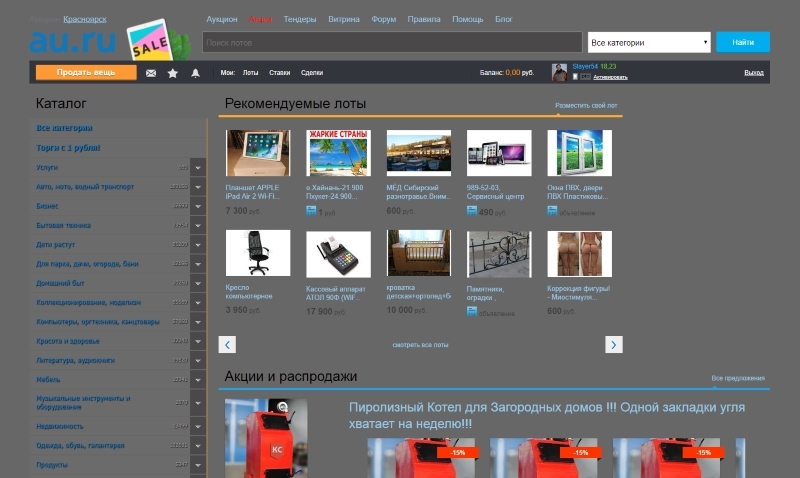 Красноярск
Аукцион
Акции
Тендеры
Витрина
Форум
Правила
Помощь
Блог
au.ru
SALE
Поиск лотов
Все категории
Найти
Продать вещь
Мои: Лоты Ставки Сделки
Баланс: 0,00 руб.
Slayer54 18,23
Активировать
Выход
Каталог
Все категории
Торги с 1 рубля!
Услуги
Авто, мото, водный транспорт
Бизнес
Бытовая техника
Дети растут
Для парка, дачи, огорода, бани
Домашний быт
Коллекционирование, моделизм
Компьютеры, оргтехника, канцтовары
Красота и здоровье
Литература, аудиокниги
Мебель
Музыкальные инструменты и
оборудование
Недвижимость
Одежда, обувь, галантерея
Продукты
Рекомендуемые лоты
Разместить свой лот
ЖАРКИЕ СТРАНЫ
Планшет APPLE
iPad Air 2 Wi-Fi...
7 300 руб.
о.Хайнань-21.900
Пхукет-24.900...
1 руб.
МЁД Сибирский
разнотравье.Вним...
600 руб.
989-52-03,
Сервисный центр
490 руб.
Окна ПВХ, двери
ПВХ Пластиковы...
объявление
Кресло
компьютерное
3 950 руб.
Кассовый аппарат
АТОЛ 90Ф (WiF...
17 900 руб.
кроватка
детская+ортопед+б
10 000 руб.
Памятники,
оградки ,
объявление
Коррекция фигуры!
- Миостимуля...
600 руб.
смотреть все лоты
Акции и распродажи
Все предложения
Пиролизный Котел для Загородных домов !!! Одной закладки угля
хватает на неделю!!!
КС
-15%
-15%
-15%